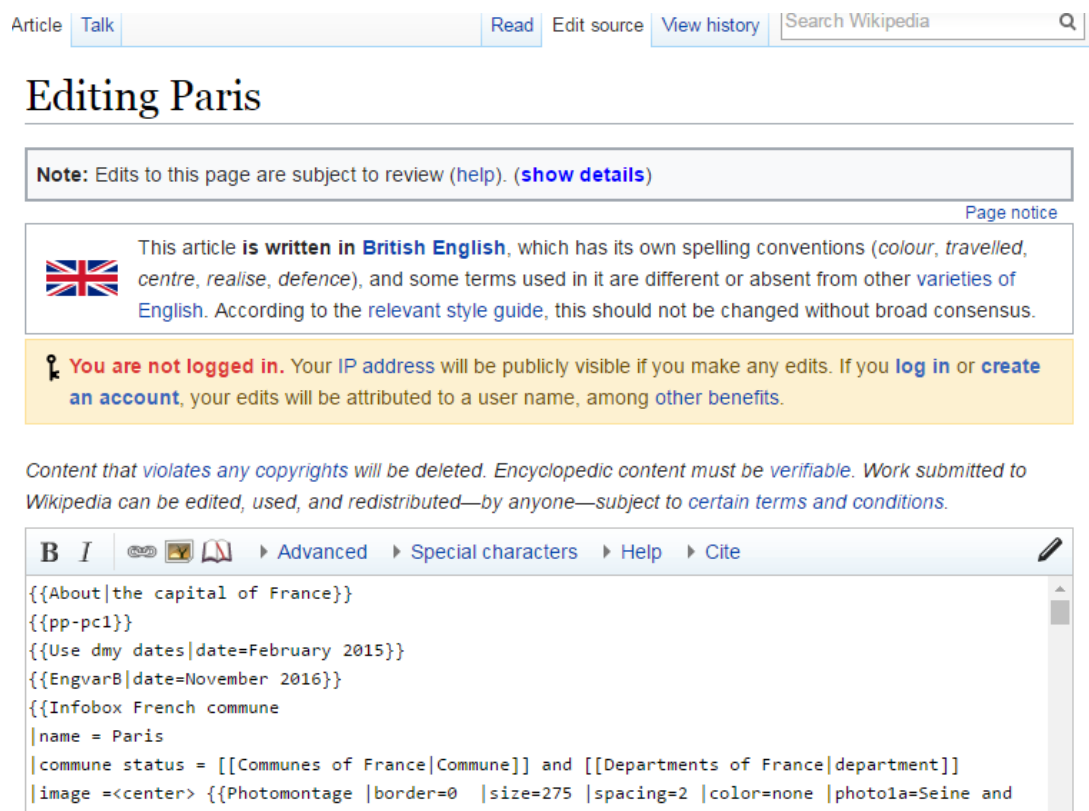 Article Talk Read Edit source View history Search Wikipedia
Editing Paris
Note: Edits to this page are subject to review (help). (show details)
Page notice
This article is written in British English, which has its own spelling conventions (colour, travelled,
centre, realise, defence), and some terms used in it are different or absent from other varieties of
English. According to the relevant style guide, this should not be changed without broad consensus.
You are not logged in. Your IP address will be publicly visible if you make any edits. If you log in or create
an account, your edits will be attributed to a user name, among other benefits.
Content that violates any copyrights will be deleted. Encyclopedic content must be verifiable. Work submitted to
Wikipedia can be edited, used, and redistributed—by anyone—subject to certain terms and conditions.
B I Advanced Special characters Help Cite
{{About|the capital of France}}
{{pp-pc1}}
{{Use dmy dates|date=February 2015}}
{{EngvarB|date=November 2016}}
{{Infobox French commune
|name = Paris
|commune status = [[Communes of France|Commune]] and [[Departments of France|department]]
|image =<center> {{Photomontage |border=0  |size=275 |spacing=2 |color=none |photo1a=Seine and